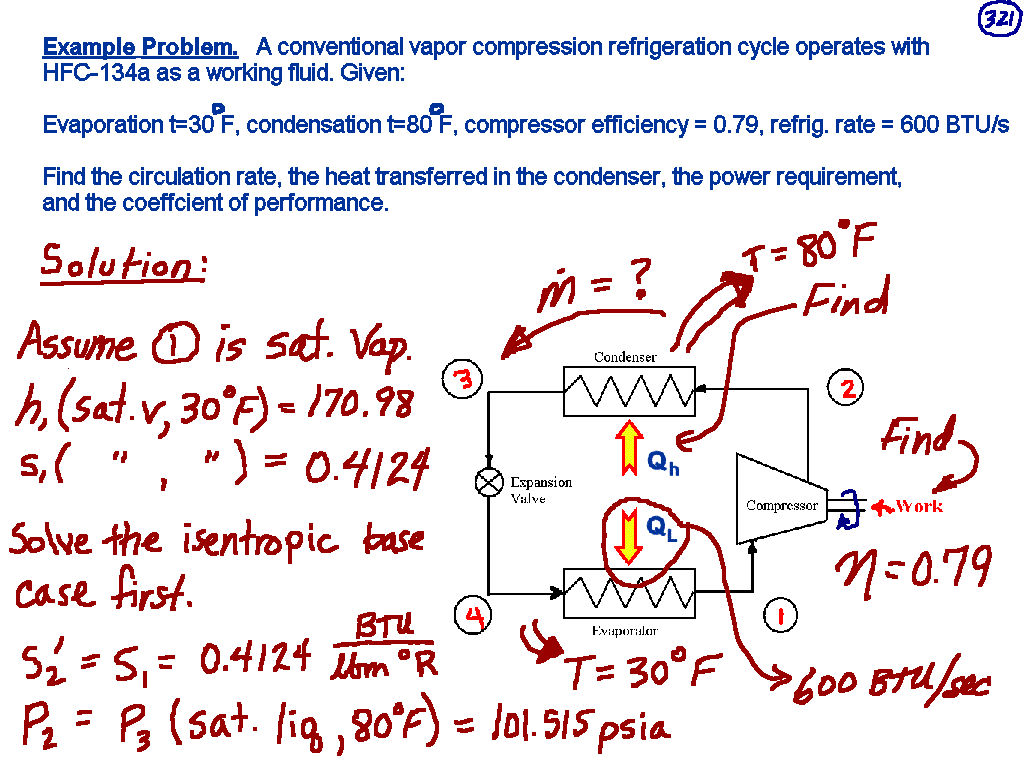 321
Example Problem. A conventional vapor compression refrigeration cycle operates with
HFC-134a as a working fluid. Given:
Evaporation t=30°F, condensation t=80°F, compressor efficiency = 0.79, refrig. rate = 600 BTU/s
Find the circulation rate, the heat transferred in the condenser, the power requirement,
and the coeffcient of performance.
Solution:
ṁ = ?
T = 80°F
Find
Assume ① is sat. Vap.
h₁(sat.v, 30°F) = 170.98
s₁( " , " ) = 0.4124
Solve the isentropic base
case first.
S₂' = S₁ = 0.4124 BTU/lbm °R
P₂ = P₃ (sat. liq, 80°F) = 101.515 psia
3
Condenser
2
Qh
Expansion
Valve
QL
Compressor
Work
Find
η = 0.79
4
Evaporator
1
T = 30°F
600 BTU/sec